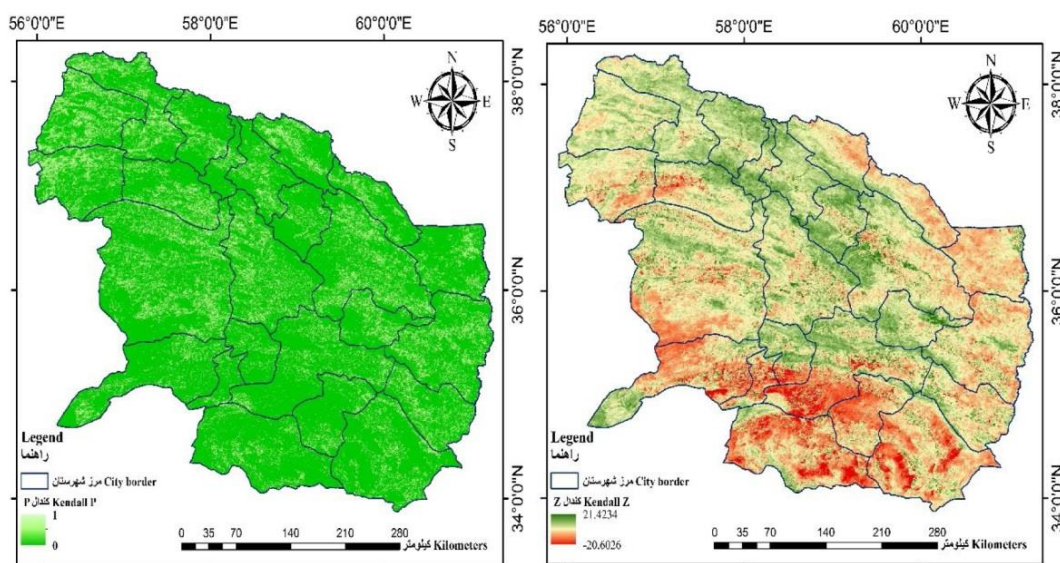 56°0'0"E 58°0'0"E 60°0'0"E
N
W E
S
38°0'0"N
36°0'0"N
34°0'0"N
Legend
راهنما
مرز شهرستان City border
P کندال Kendall P
1
0
0 35 70 140 210 280 کیلومتر Kilometers
56°0'0"E 58°0'0"E 60°0'0"E
N
W E
S
38°0'0"N
36°0'0"N
34°0'0"N
Legend
راهنما
مرز شهرستان City border
Z کندال Kendall Z
21.4234
-20.6026
0 35 70 140 210 280 کیلومتر Kilometers